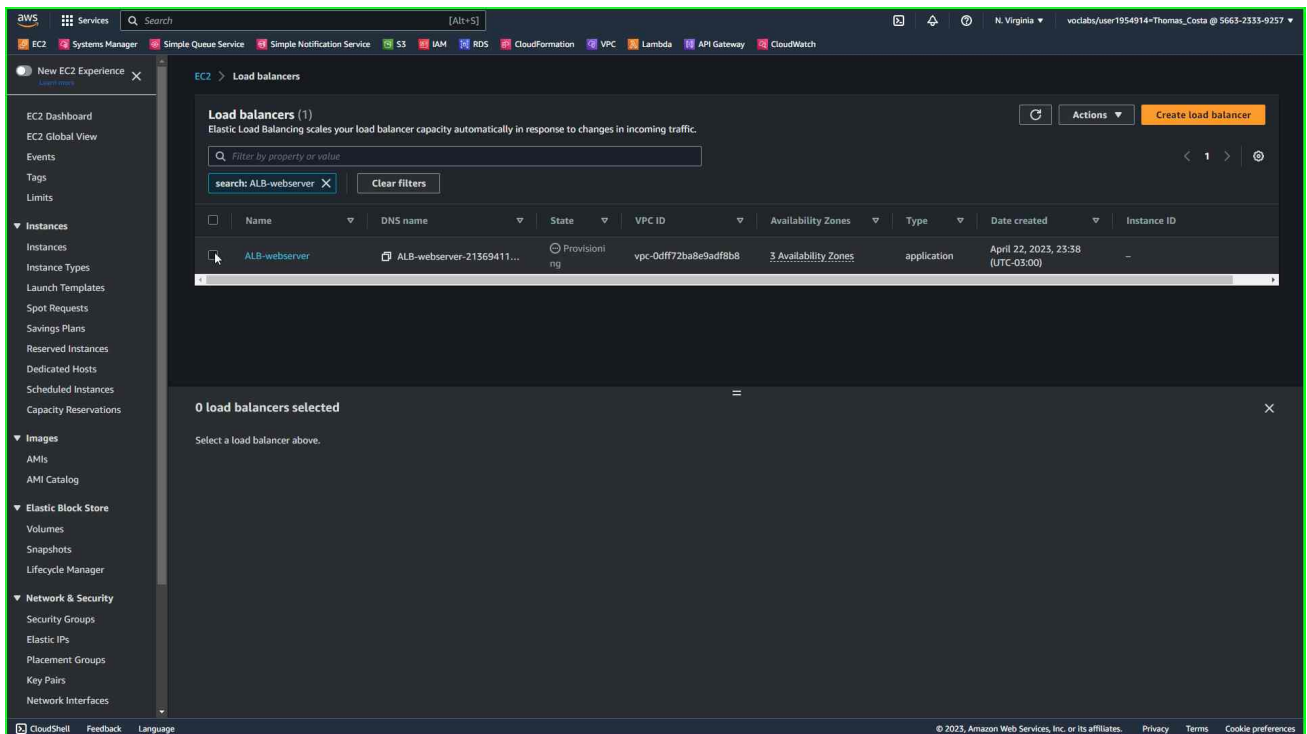 aws Services Search [Alt+S] N. Virginia voclabs/user1954914=Thomas_Costa @ 5663-2333-9257
EC2 Systems Manager Simple Queue Service Simple Notification Service S3 IAM RDS CloudFormation VPC Lambda API Gateway CloudWatch
New EC2 Experience
Learn more
EC2 Dashboard
EC2 Global View
Events
Tags
Limits
Instances
Instances
Instance Types
Launch Templates
Spot Requests
Savings Plans
Reserved Instances
Dedicated Hosts
Scheduled Instances
Capacity Reservations
Images
AMIs
AMI Catalog
Elastic Block Store
Volumes
Snapshots
Lifecycle Manager
Network & Security
Security Groups
Elastic IPs
Placement Groups
Key Pairs
Network Interfaces
EC2 > Load balancers
Load balancers (1)
Elastic Load Balancing scales your load balancer capacity automatically in response to changes in incoming traffic.
Actions Create load balancer
Filter by property or value
< 1 >
search: ALB-webserver Clear filters
Name DNS name State VPC ID Availability Zones Type Date created Instance ID
ALB-webserver ALB-webserver-21369411... Provisioni
ng vpc-0dff72ba8e9adf8b8 3 Availability Zones application April 22, 2023, 23:38
(UTC-03:00) –
0 load balancers selected
Select a load balancer above.
CloudShell Feedback Language © 2023, Amazon Web Services, Inc. or its affiliates. Privacy Terms Cookie preferences